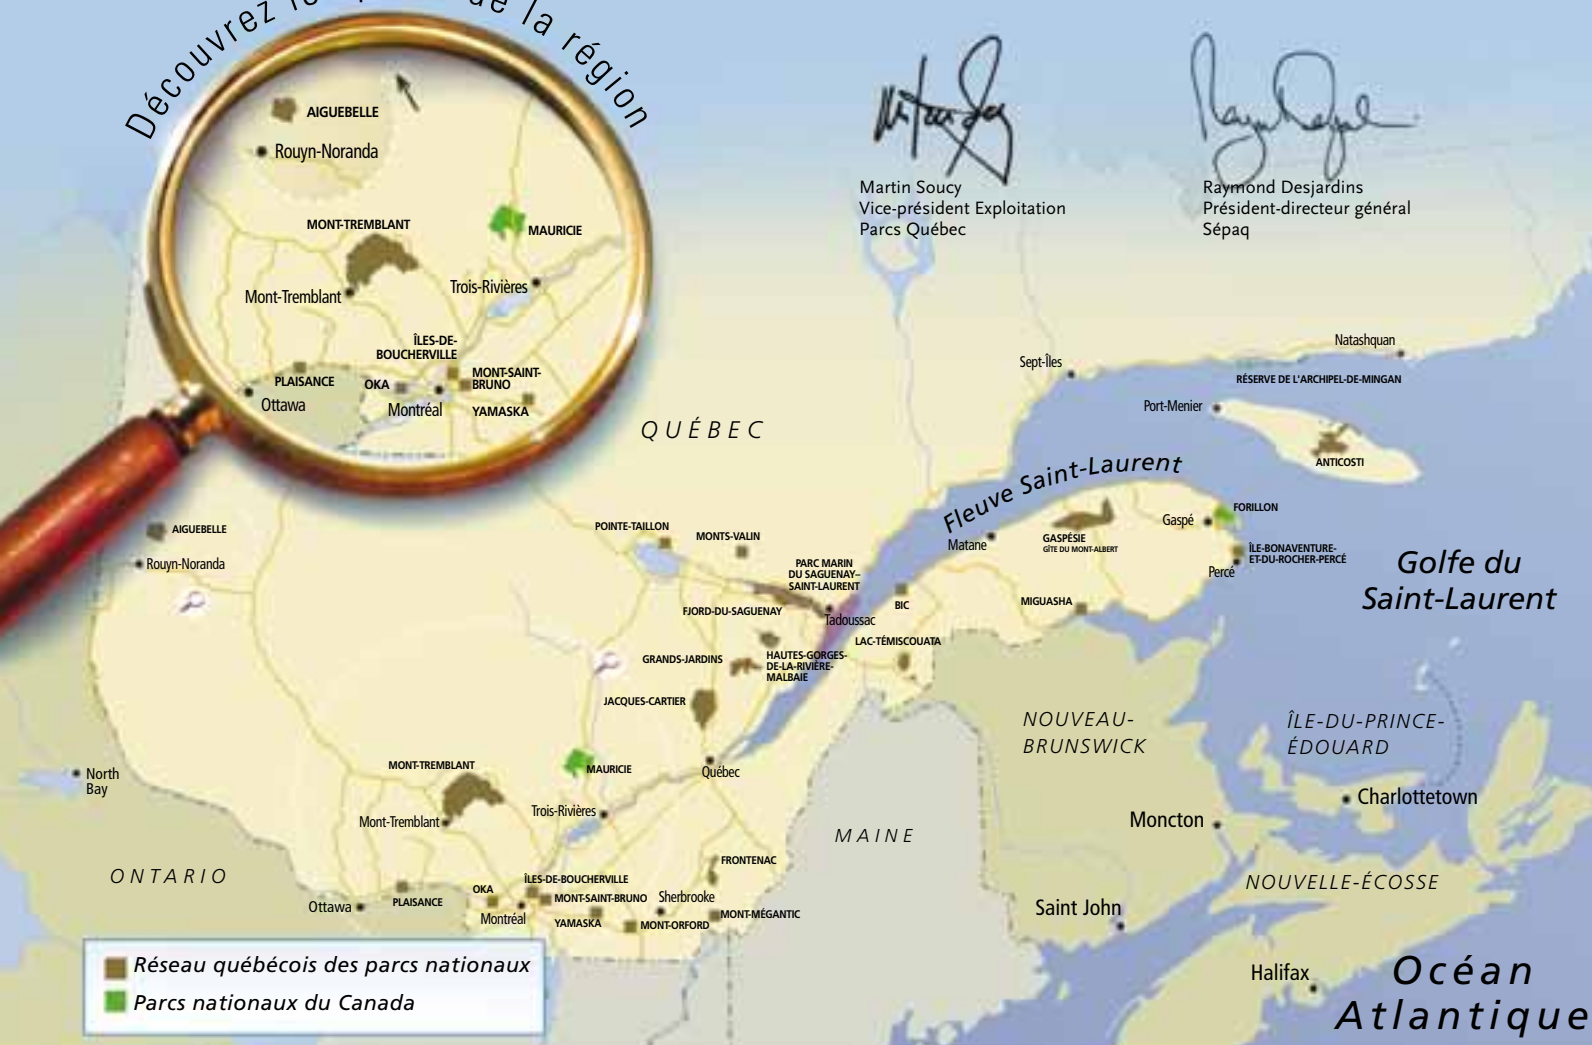 Découvrez de la région
AIGUEBELLE
Rouyn-Noranda
MONT-TREMBLANT
MAURICIE
Mont-Tremblant
Trois-Rivières
ÎLES-DE-
BOUCHERVILLE
PLAISANCE
OKA
MONT-SAINT-
BRUNO
Ottawa
Montréal
YAMASKA
Martin Soucy
Vice-président Exploitation
Parcs Québec
Raymond Desjardins
Président-directeur général
Sépaq
QUÉBEC
Sept-Îles
Natashquan
RÉSERVE DE L'ARCHIPEL-DE-MINGAN
Port-Menier
ANTICOSTI
Fleuve Saint-Laurent
AIGUEBELLE
Rouyn-Noranda
POINTE-TAILLON
MONTS-VALIN
PARC MARIN
DU SAGUENAY–
SAINT-LAURENT
FJORD-DU-SAGUENAY
Tadoussac
BIC
Matane
GASPÉSIE
GÎTE DU MONT-ALBERT
Gaspé
FORILLON
ÎLE-BONAVENTURE-
ET-DU-ROCHER-PERCÉ
Percé
MIGUASHA
Golfe du
Saint-Laurent
LAC-TÉMISCOUATA
GRANDS-JARDINS
HAUTES-GORGES-
DE-LA-RIVIÈRE-
MALBAIE
JACQUES-CARTIER
NOUVEAU-
BRUNSWICK
ÎLE-DU-PRINCE-
ÉDOUARD
North
Bay
MONT-TREMBLANT
MAURICIE
Québec
Mont-Tremblant
Trois-Rivières
Charlottetown
Moncton
MAINE
ONTARIO
FRONTENAC
NOUVELLE-ÉCOSSE
Ottawa
PLAISANCE
OKA
ÎLES-DE-BOUCHERVILLE
MONT-SAINT-BRUNO
Sherbrooke
Montréal
YAMASKA
MONT-ORFORD
MONT-MÉGANTIC
Saint John
Halifax
Océan
Atlantique
Réseau québécois des parcs nationaux
Parcs nationaux du Canada